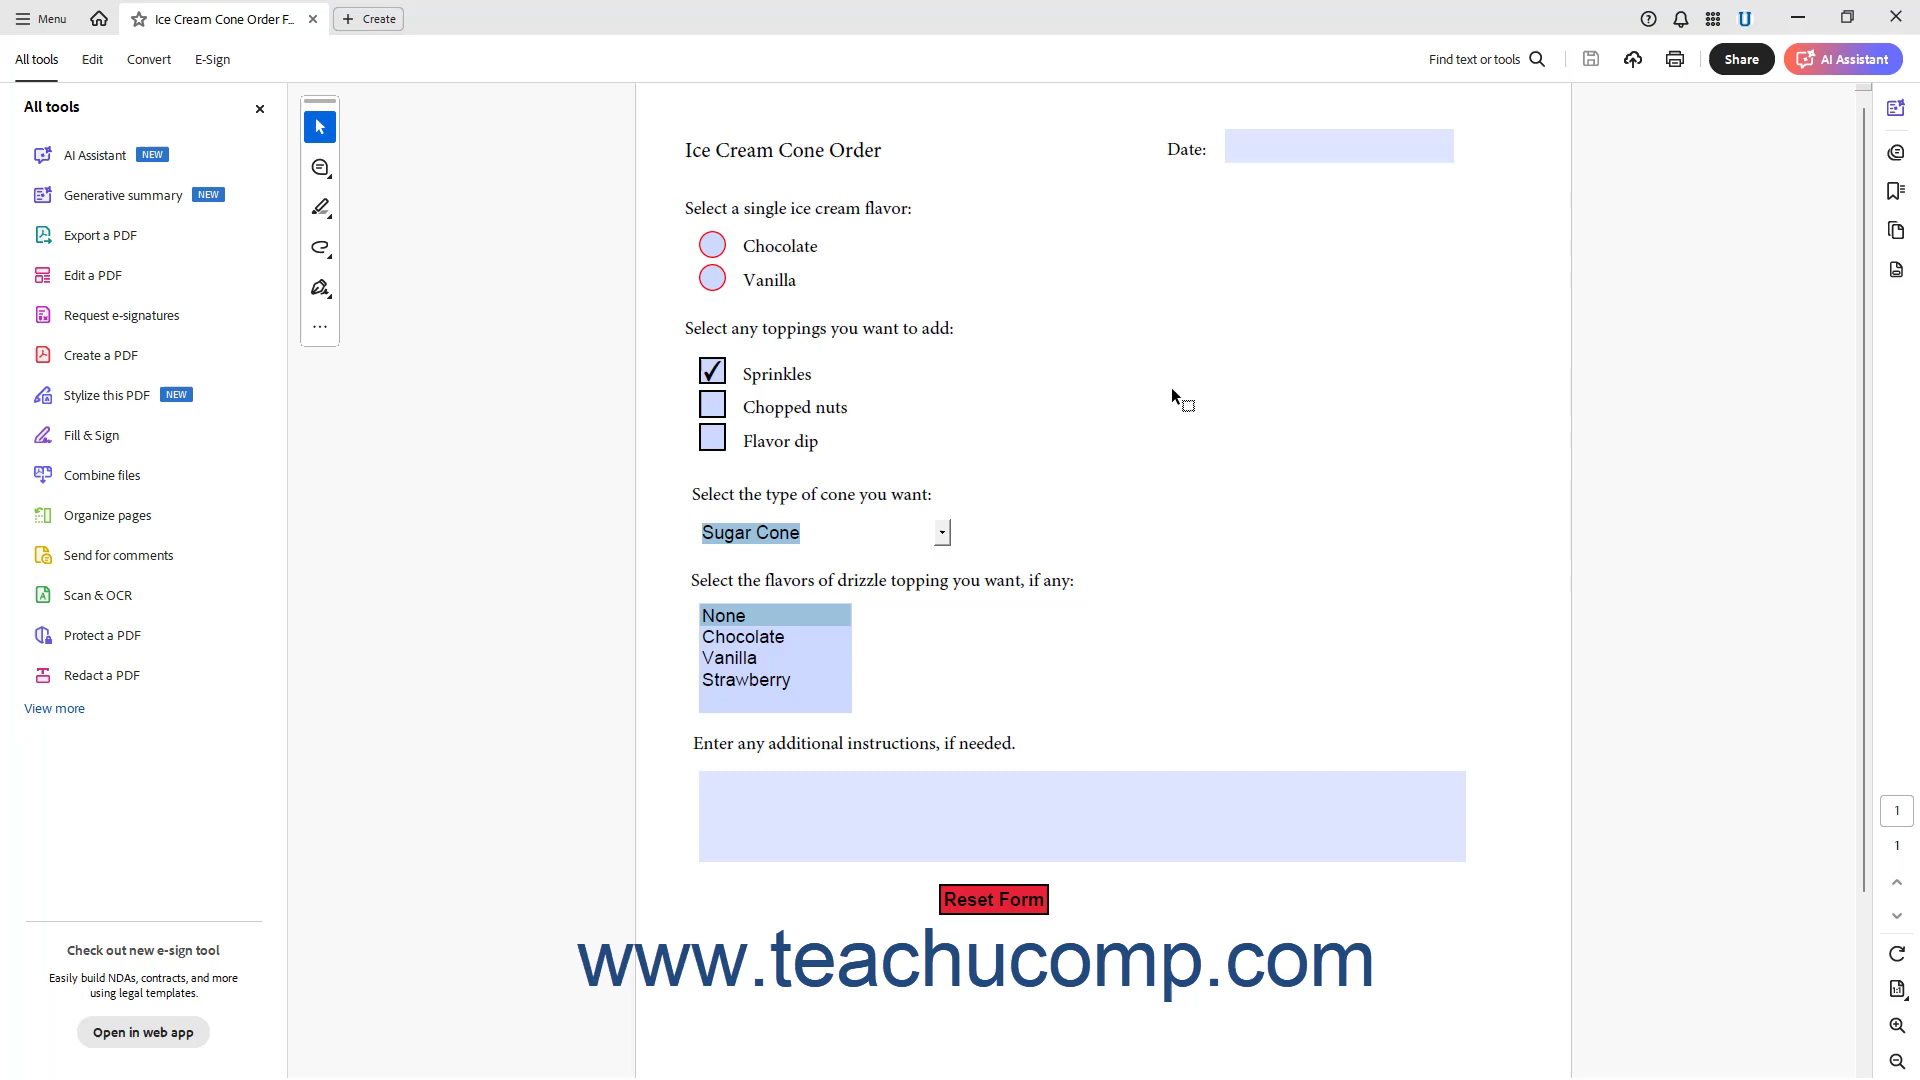 Menu
Ice Cream Cone Order F...
Create
All tools
Edit
Convert
E-Sign
Find text or tools
Share
AI Assistant
All tools
AI Assistant NEW
Generative summary NEW
Export a PDF
Edit a PDF
Request e-signatures
Create a PDF
Stylize this PDF NEW
Fill & Sign
Combine files
Organize pages
Send for comments
Scan & OCR
Protect a PDF
Redact a PDF
View more
Check out new e-sign tool
Easily build NDAs, contracts, and more
using legal templates.
Open in web app
Ice Cream Cone Order
Date:
Select a single ice cream flavor:
Chocolate
Vanilla
Select any toppings you want to add:
Sprinkles
Chopped nuts
Flavor dip
Select the type of cone you want:
Sugar Cone
Select the flavors of drizzle topping you want, if any:
None
Chocolate
Vanilla
Strawberry
Enter any additional instructions, if needed.
Reset Form
www.teachucomp.com
1
1